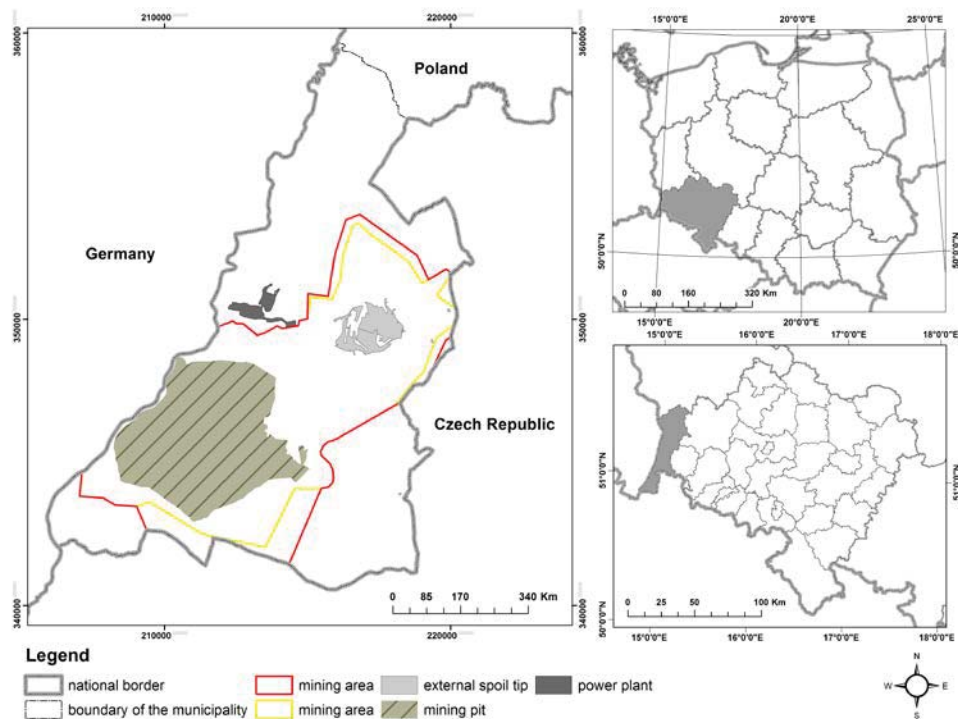 210000 220000
360000 360000
Poland
Germany
350000 350000
Czech Republic
0 85 170 340 Km
340000 340000
210000 220000
15°0'0"E 20°0'0"E 25°0'0"E
50°0'0"N 50°0'0"N
0 80 160 320 Km
15°0'0"E 20°0'0"E
15°0'0"E 16°0'0"E 17°0'0"E 18°0'0"E
51°0'0"N 51°0'0"N
0 25 50 100 Km
50°0'0"N
15°0'0"E 16°0'0"E 17°0'0"E 18°0'0"E
Legend
national border mining area external spoil tip power plant
boundary of the municipality mining area mining pit
N
W E
S